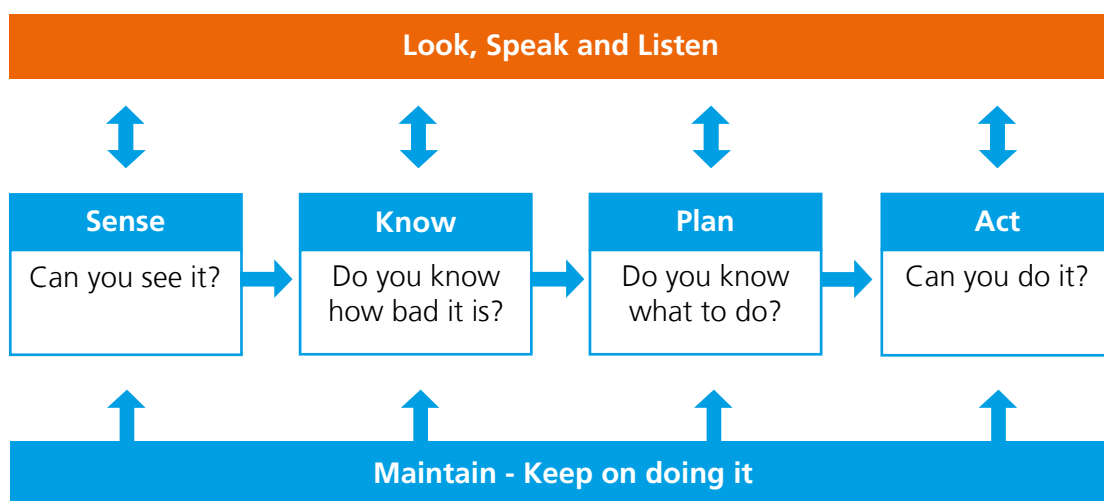 Look, Speak and Listen
Sense
Can you see it?
Know
Do you know
how bad it is?
Plan
Do you know
what to do?
Act
Can you do it?
Maintain - Keep on doing it